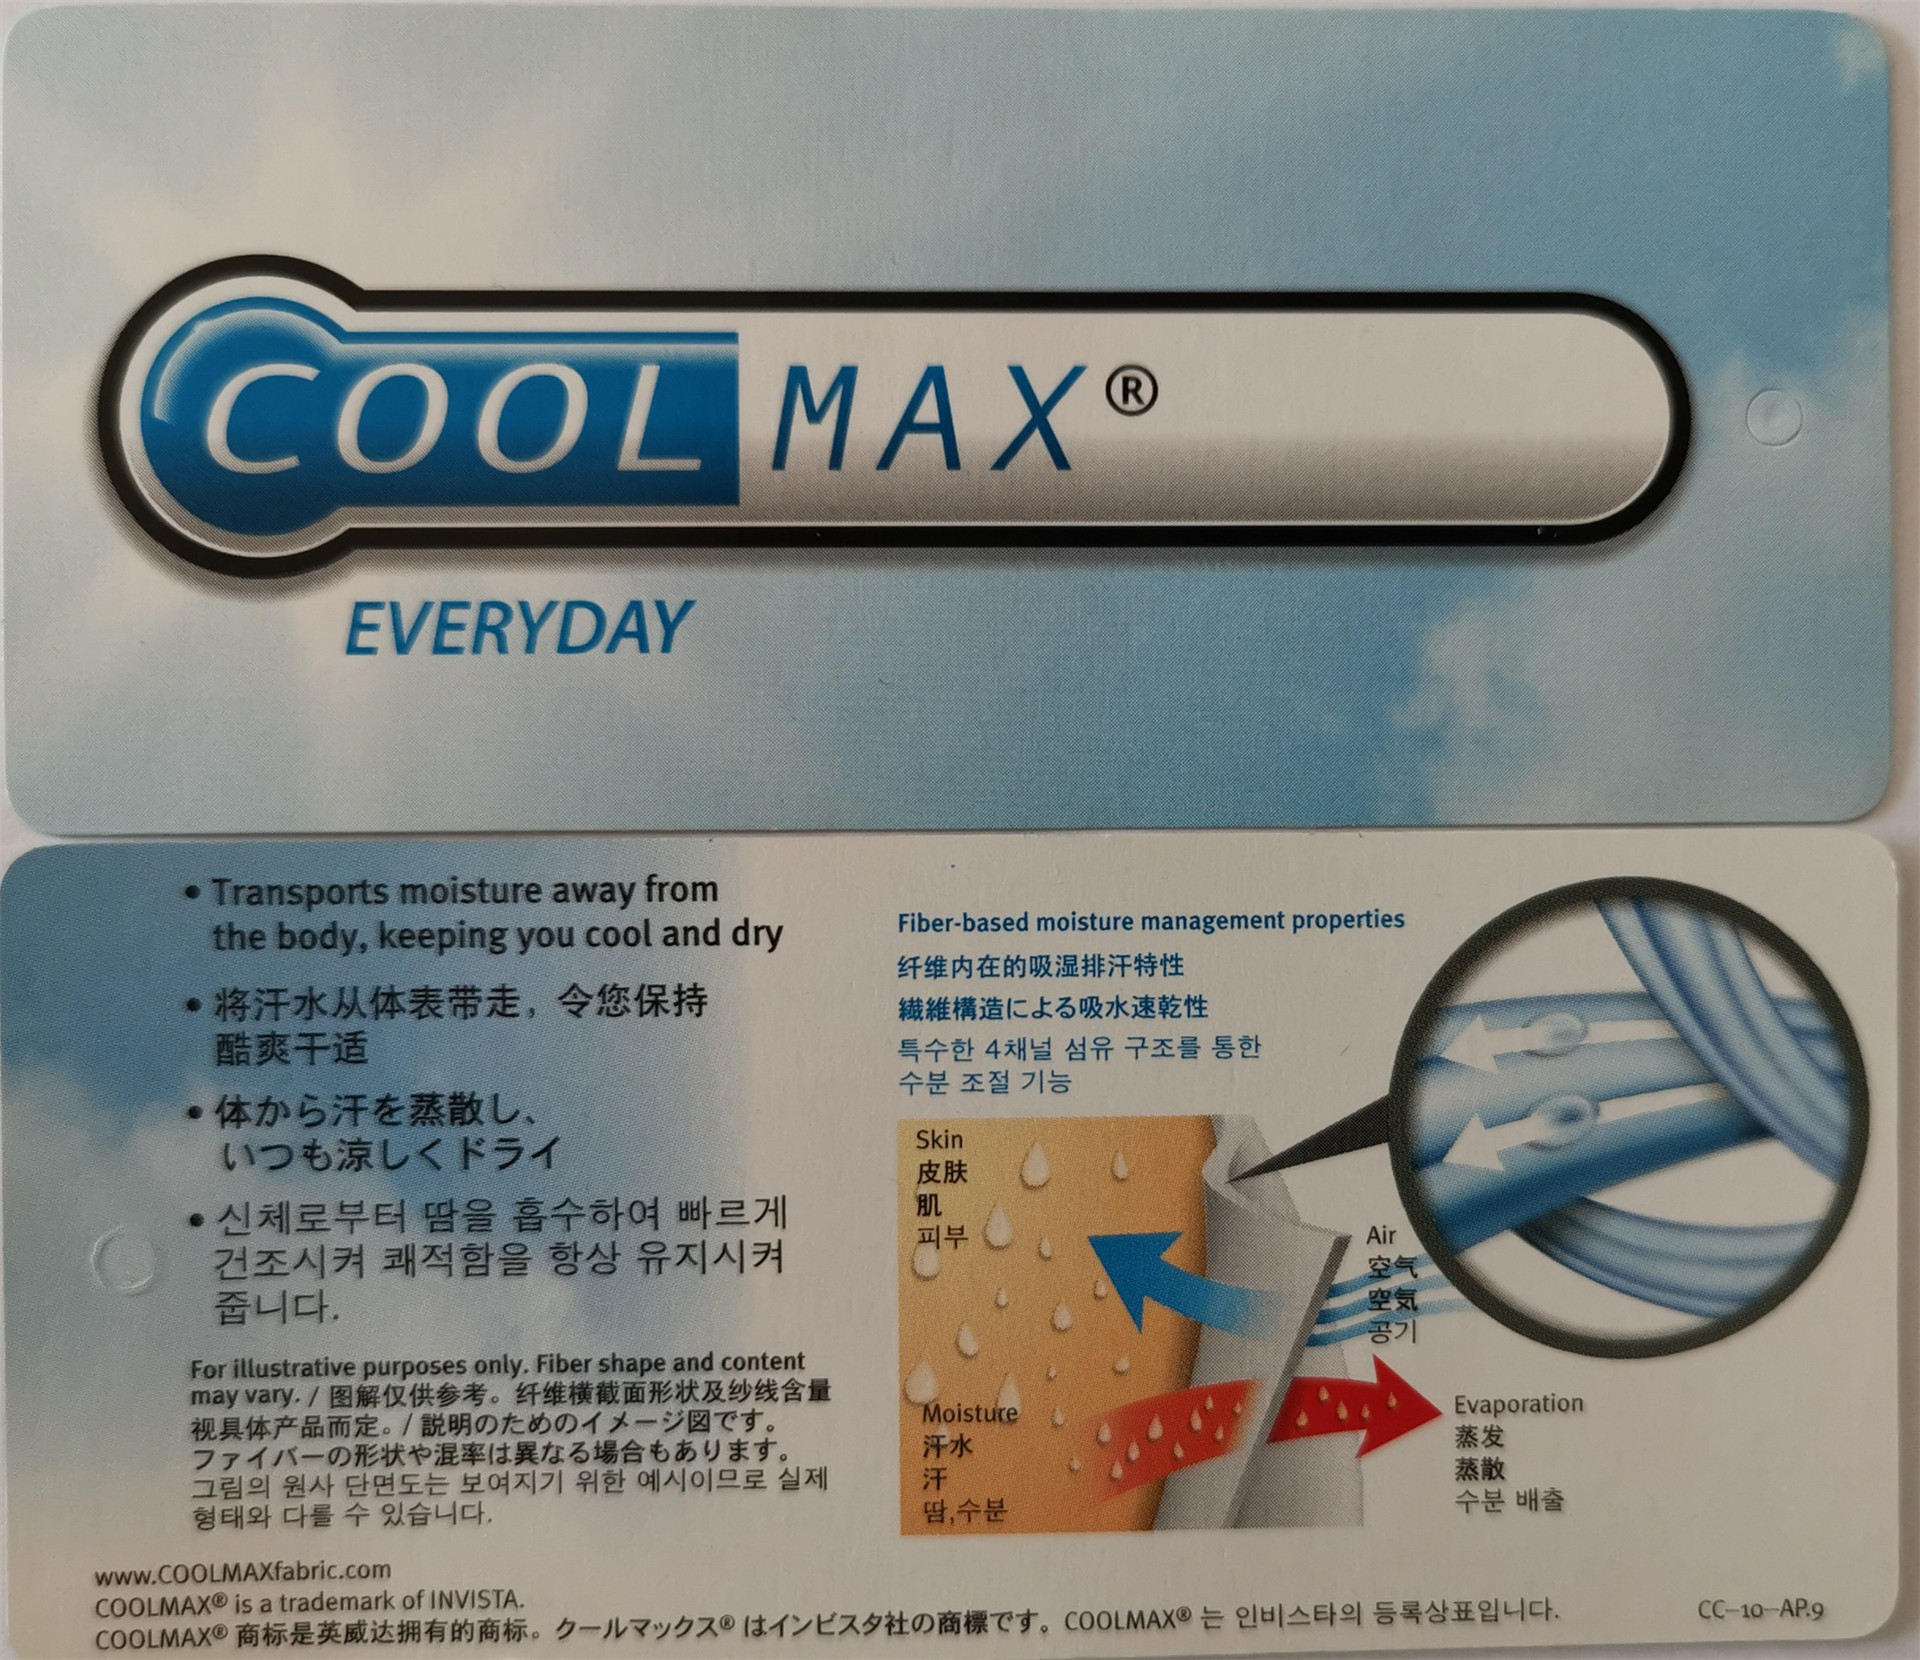 COOLMAX®
EVERYDAY
• Transports moisture away from
the body, keeping you cool and dry
• 将汗水从体表带走，令您保持
酷爽干适
• 体から汗を蒸散し、
いつも涼しくドライ
• 신체로부터 땀을 흡수하여 빠르게
건조시켜 쾌적함을 항상 유지시켜
줍니다.
For illustrative purposes only. Fiber shape and content
may vary. / 图解仅供参考。纤维横截面形状及纱线含量
视具体产品而定。/ 説明のためのイメージ図です。
ファイバーの形状や混率は異なる場合もあります。
그림의 원사 단면도는 보여지기 위한 예시이므로 실제
형태와 다를 수 있습니다.
Fiber-based moisture management properties
纤维内在的吸湿排汗特性
繊維構造による吸水速乾性
특수한 4채널 섬유 구조를 통한
수분 조절 기능
Skin
皮肤
肌
피부
Air
空气
空気
공기
Moisture
汗水
汗
땀,수분
Evaporation
蒸发
蒸散
수분 배출
www.COOLMAXfabric.com
COOLMAX® is a trademark of INVISTA.
COOLMAX® 商标是英威达拥有的商标。クールマックス® はインビスタ社の商標です。COOLMAX® 는 인비스타의 등록상표입니다.
CC-10-AP.9